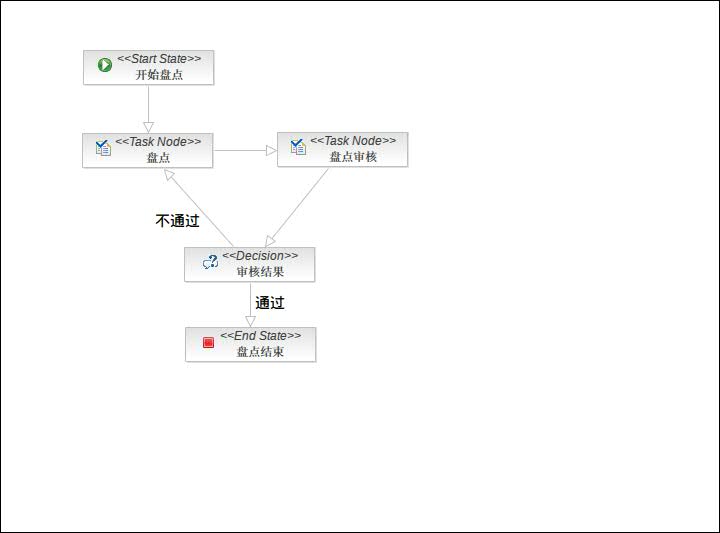 <<Start State>>
开始盘点
<<Task Node>>
盘点
<<Task Node>>
盘点审核
不通过
<<Decision>>
审核结果
通过
<<End State>>
盘点结束